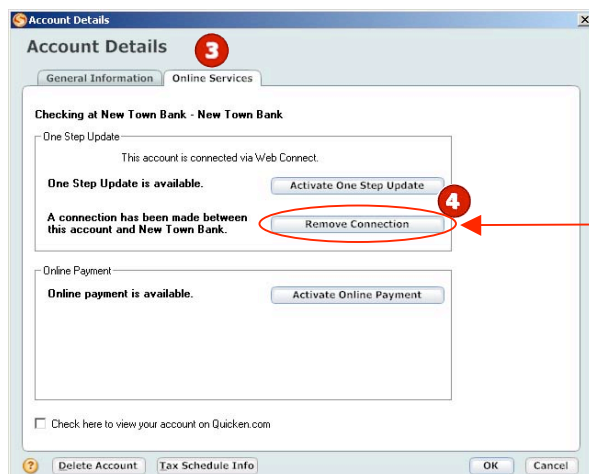 Account Details
Account Details
3
General Information
Online Services
Checking at New Town Bank - New Town Bank
One Step Update
This account is connected via Web Connect.
One Step Update is available.
Activate One Step Update
4
A connection has been made between
this account and New Town Bank.
Remove Connection
Online Payment
Online payment is available.
Activate Online Payment
Check here to view your account on Quicken.com
?
Delete Account
Tax Schedule Info
OK
Cancel